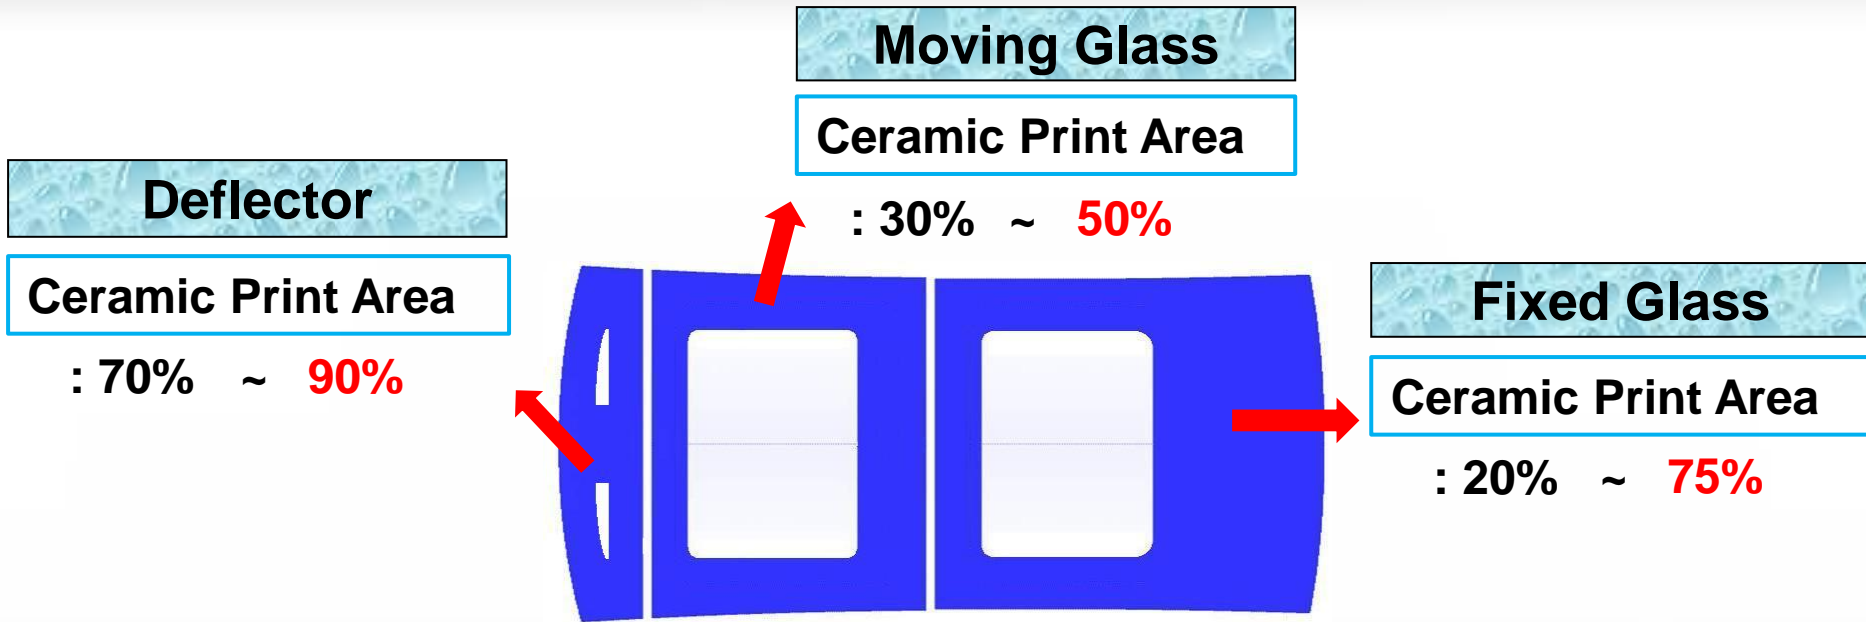 Moving Glass
Ceramic Print Area
: 30% ~ 50%
Deflector
Ceramic Print Area
: 70% ~ 90%
Fixed Glass
Ceramic Print Area
: 20% ~ 75%